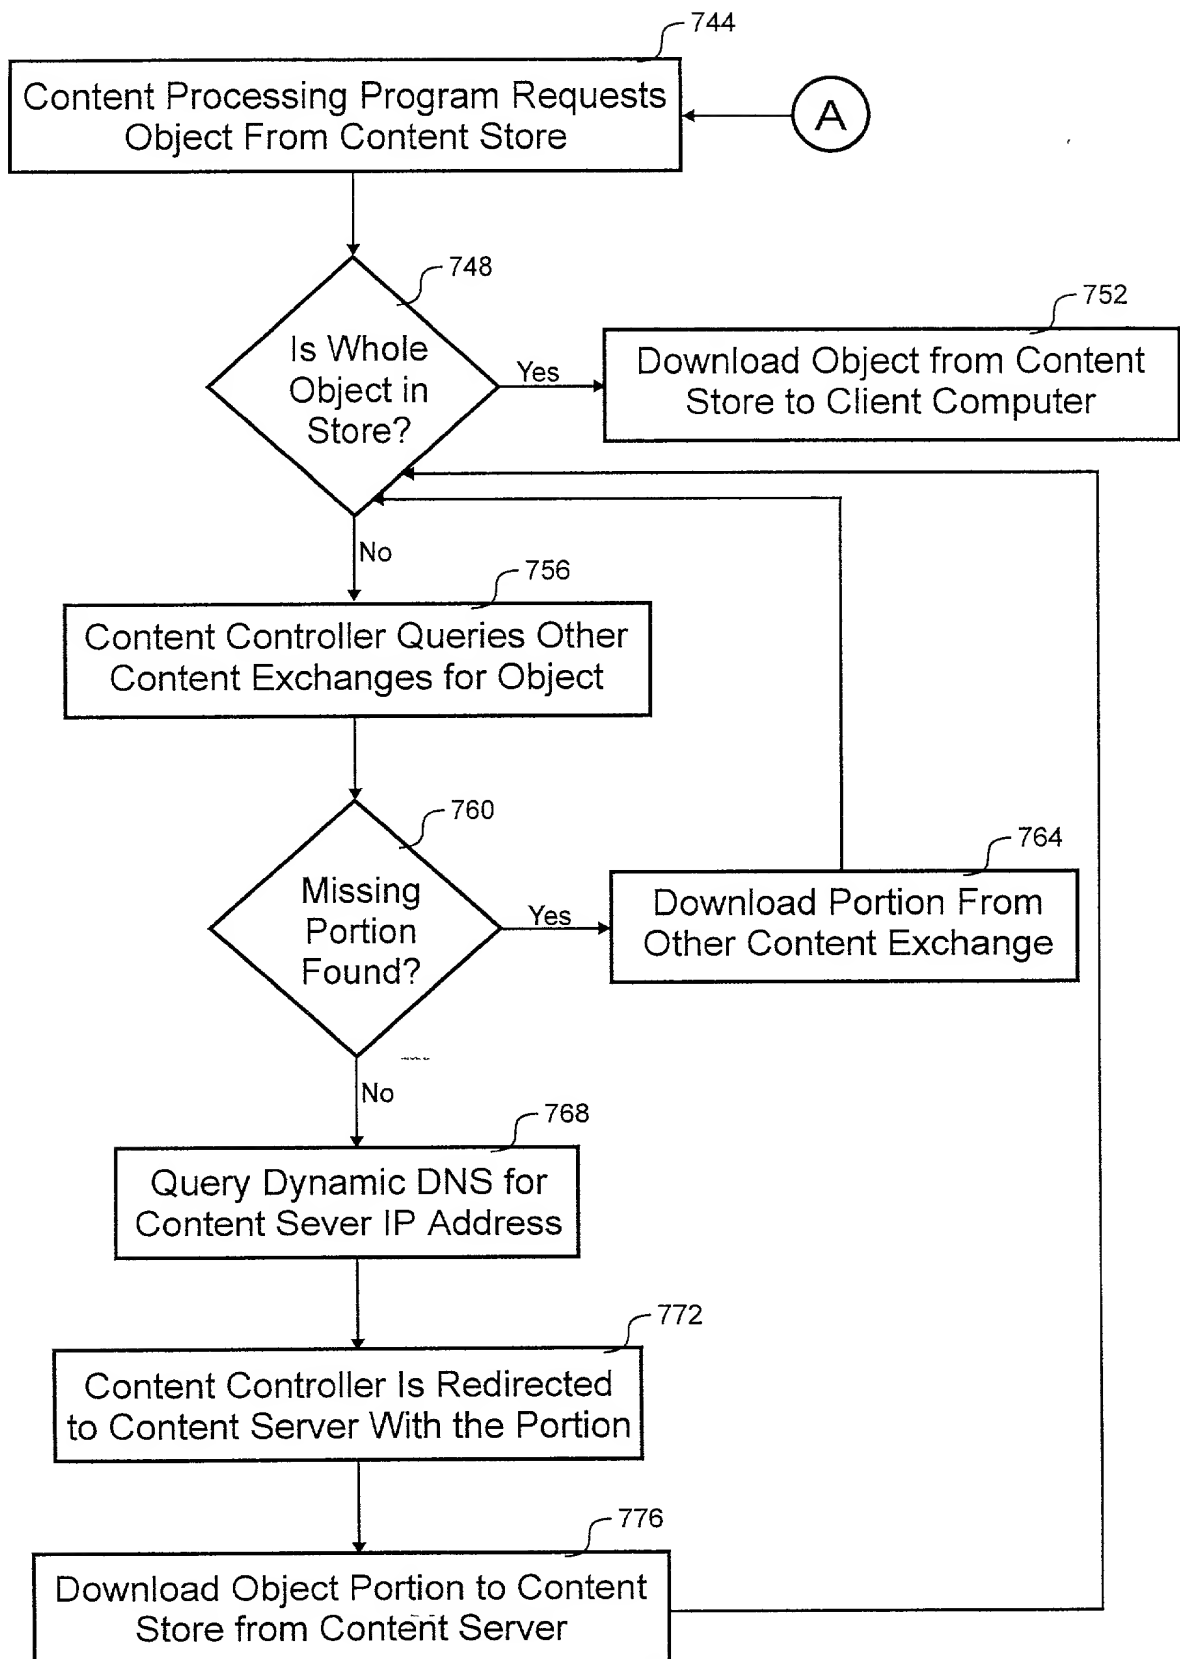 744
Content Processing Program Requests
Object From Content Store
A
748
Is Whole
Object in
Store?
Yes
752
Download Object from Content
Store to Client Computer
No
756
Content Controller Queries Other
Content Exchanges for Object
760
Missing
Portion
Found?
Yes
764
Download Portion From
Other Content Exchange
No
768
Query Dynamic DNS for
Content Sever IP Address
772
Content Controller Is Redirected
to Content Server With the Portion
776
Download Object Portion to Content
Store from Content Server